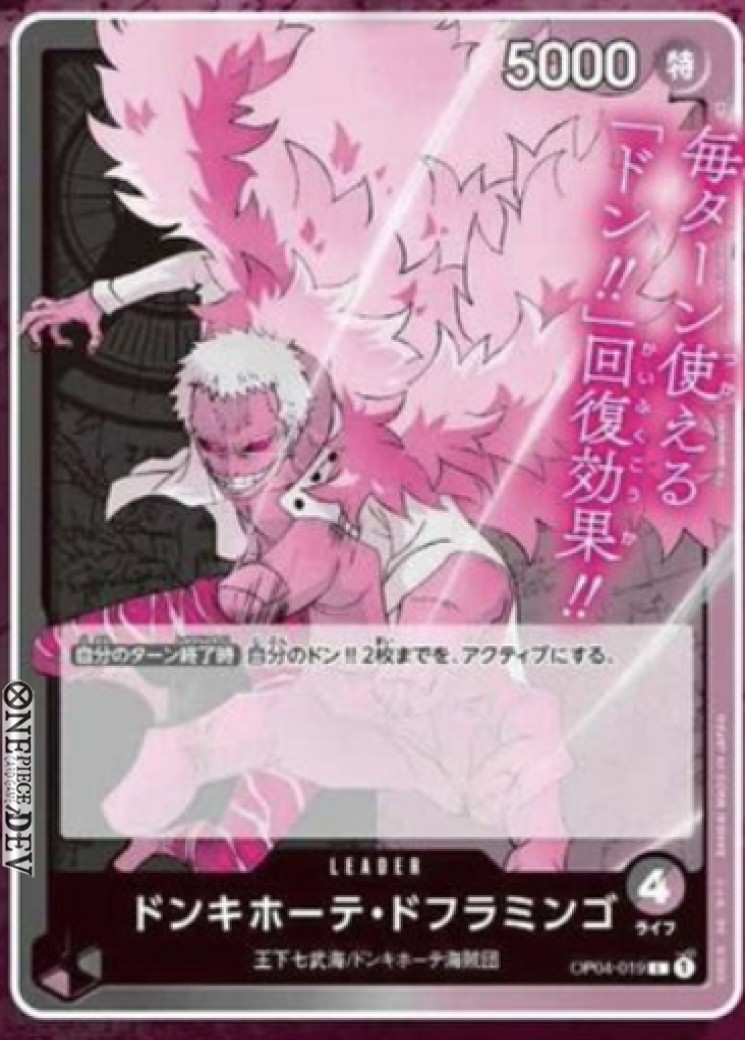 5000
特
毎ターン使える
「ドン!!」回復効果!!
自分のターン終了時 自分のドン!!2枚までを、アクティブにする。
ONE PIECE
CARD GAME
/DEV
LEADER
ドンキホーテ・ドフラミンゴ
4
ライフ
王下七武海/ドンキホーテ海賊団
OP04-019 L 1